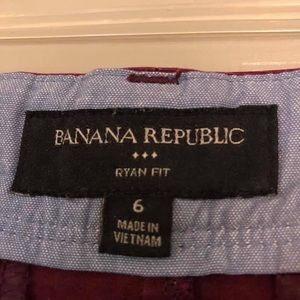 BANANA REPUBLIC
RYAN FIT
6
MADE IN
VIETNAM